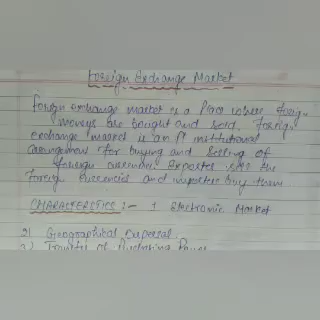 Foreign Exchange Market
Foreign exchange market is a place where foreign
moneys are bought and sold. Foreign
exchange market is an institutional
arrangement for buying and selling of
foreign currencies. Exporter sell the
foreign currencies and importers buy them.
CHARACTERSTICS :- 1 Electronic Market
2) Geographical Dispersal.
3) Transfer of Purchasing Power